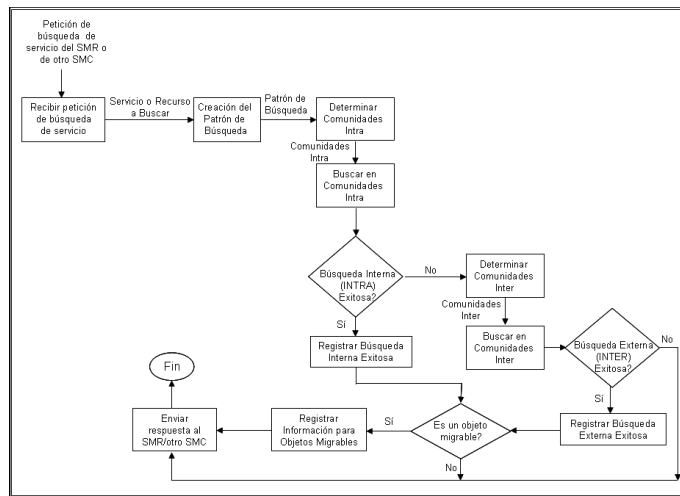 Petición de
búsqueda de
servicio del SMR o
de otro SMC
Recibir petición
de búsqueda
de servicio
Servicio o Recurso
a Buscar
Creación del
Patrón de
Búsqueda
Patrón de
Búsqueda
Determinar
Comunidades
Intra
Comunidades
Intra
Buscar en
Comunidades
Intra
Búsqueda Interna
(INTRA)
Exitosa?
No
Determinar
Comunidades
Inter
Comunidades
Inter
Buscar en
Comunidades
Inter
Búsqueda Externa
(INTER)
Exitosa?
No
Sí
Registrar Búsqueda
Interna Exitosa
Sí
Registrar Búsqueda
Externa Exitosa
Es un objeto
migrable?
Sí
No
Registrar
Información para
Objetos Migrables
Enviar
respuesta al
SMR/otro SMC
Fin